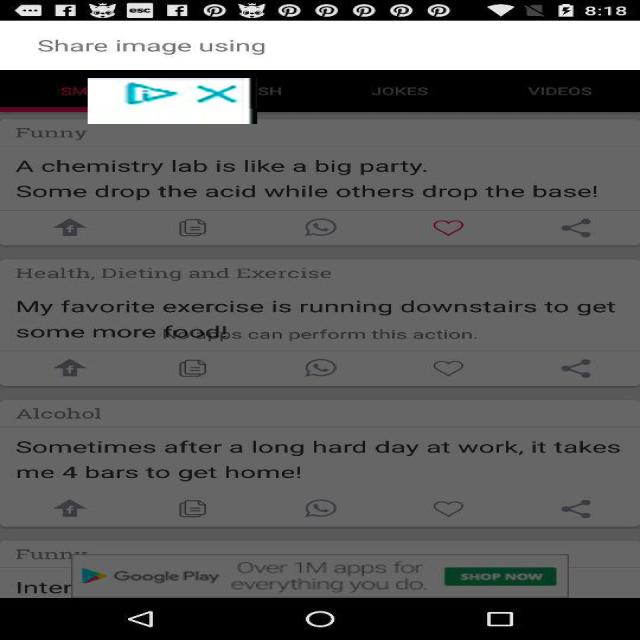 esc 8:18
Share image using
SM SH JOKES VIDEOS
Funny
A chemistry lab is like a big party.
Some drop the acid while others drop the base!
Health, Dieting and Exercise
My favorite exercise is running downstairs to get
some more food!
No apps can perform this action.
Alcohol
Sometimes after a long hard day at work, it takes
me 4 bars to get home!
Funny
Inter
Google Play Over 1M apps for everything you do. SHOP NOW